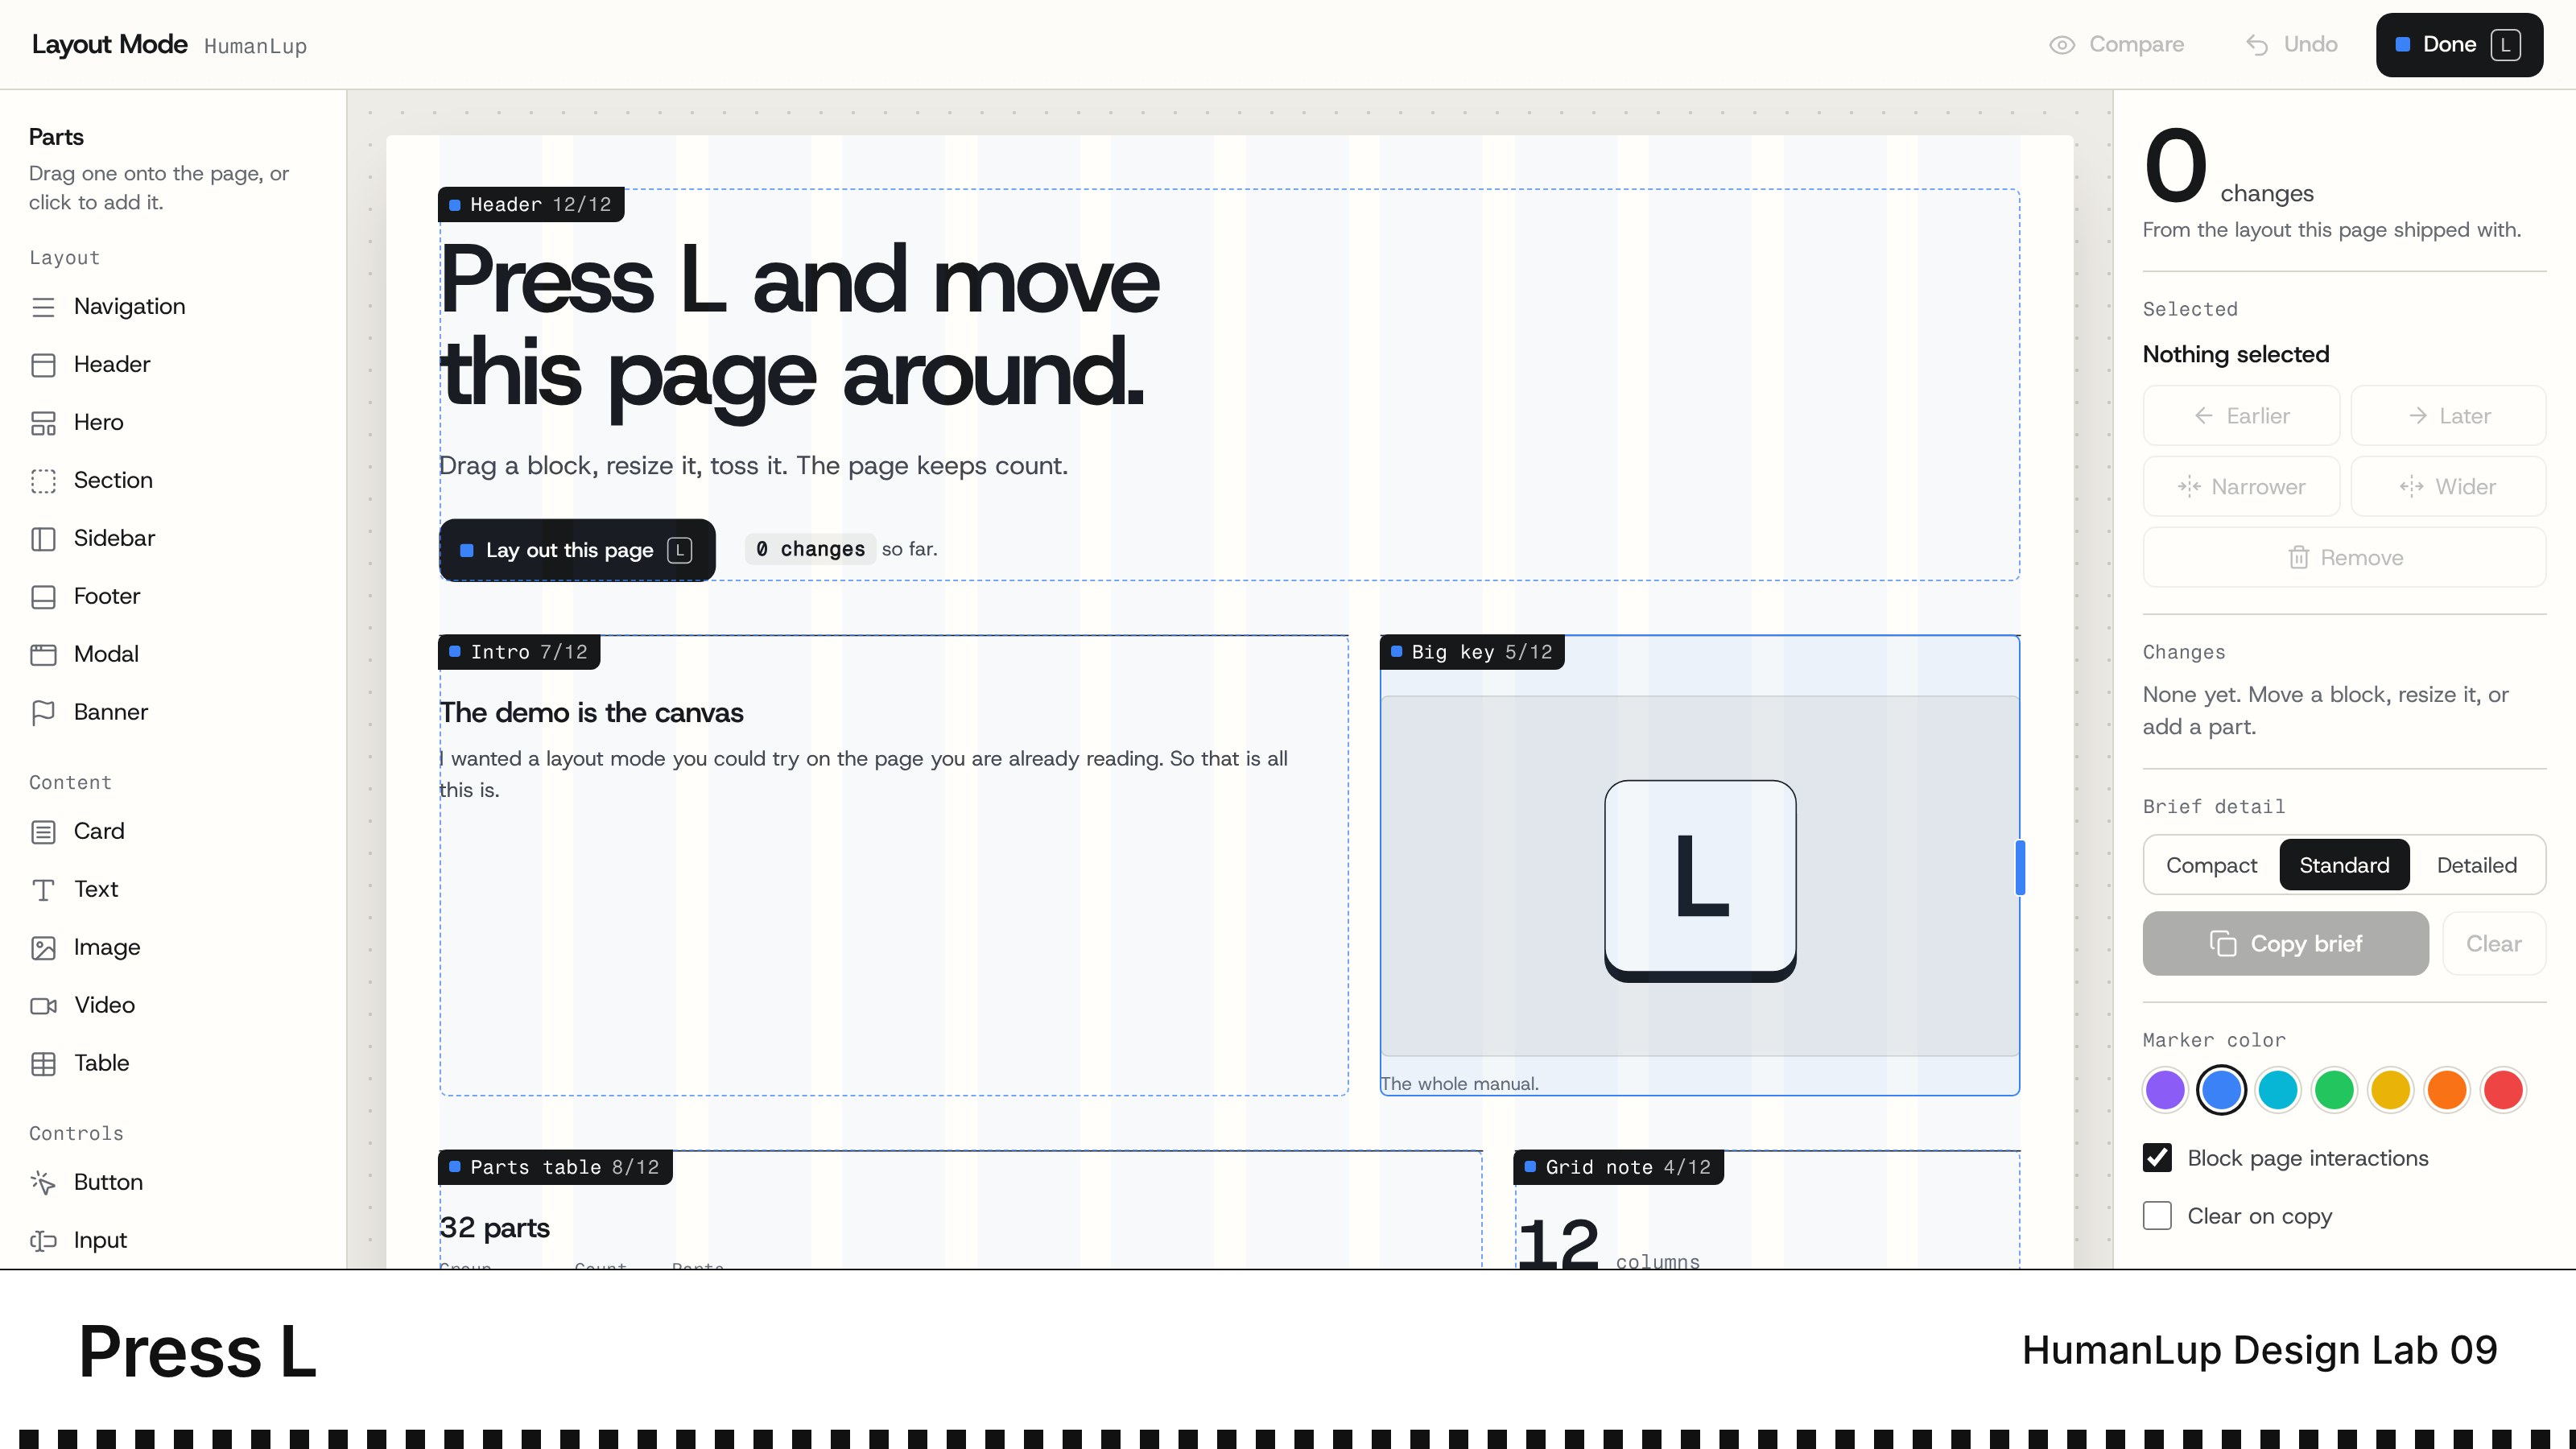 Layout Mode HumanLup
Compare
Undo
Done L
Parts
Drag one onto the page, or
click to add it.
Layout
Navigation
Header
Hero
Section
Sidebar
Footer
Modal
Banner
Content
Card
Text
Image
Video
Table
Controls
Button
Input
Header 12/12
Press L and move
this page around.
Drag a block, resize it, toss it. The page keeps count.
Lay out this page L
0 changes so far.
Intro 7/12
The demo is the canvas
I wanted a layout mode you could try on the page you are already reading. So that is all
this is.
Big key 5/12
L
The whole manual.
Parts table 8/12
32 parts
Group Count Parts
Grid note 4/12
12 columns
0 changes
From the layout this page shipped with.
Selected
Nothing selected
Earlier
Later
Narrower
Wider
Remove
Changes
None yet. Move a block, resize it, or
add a part.
Brief detail
Compact
Standard
Detailed
Copy brief
Clear
Marker color
Block page interactions
Clear on copy
Press L
HumanLup Design Lab 09